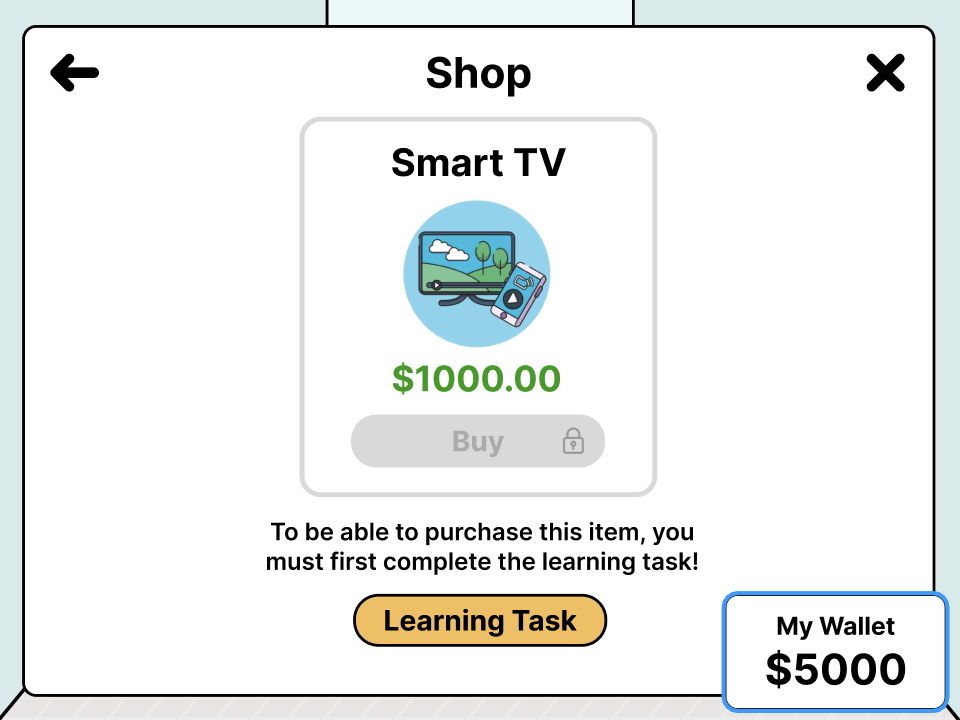 Shop
Smart TV
$1000.00
Buy
To be able to purchase this item, you
must first complete the learning task!
Learning Task
My Wallet
$5000